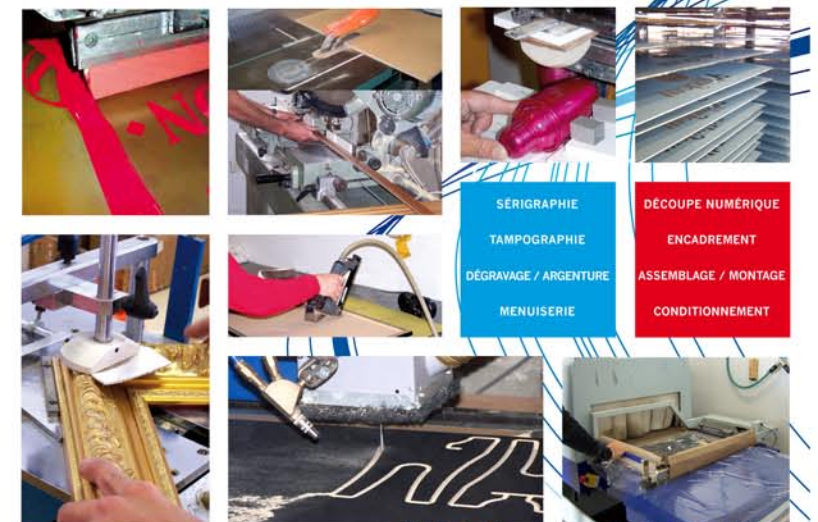 SÉRIGRAPHIE
TAMPOGRAPHIE
DÉGRAVAGE / ARGENTURE
MENUISERIE
DÉCOUPE NUMÉRIQUE
ENCADREMENT
ASSEMBLAGE / MONTAGE
CONDITIONNEMENT